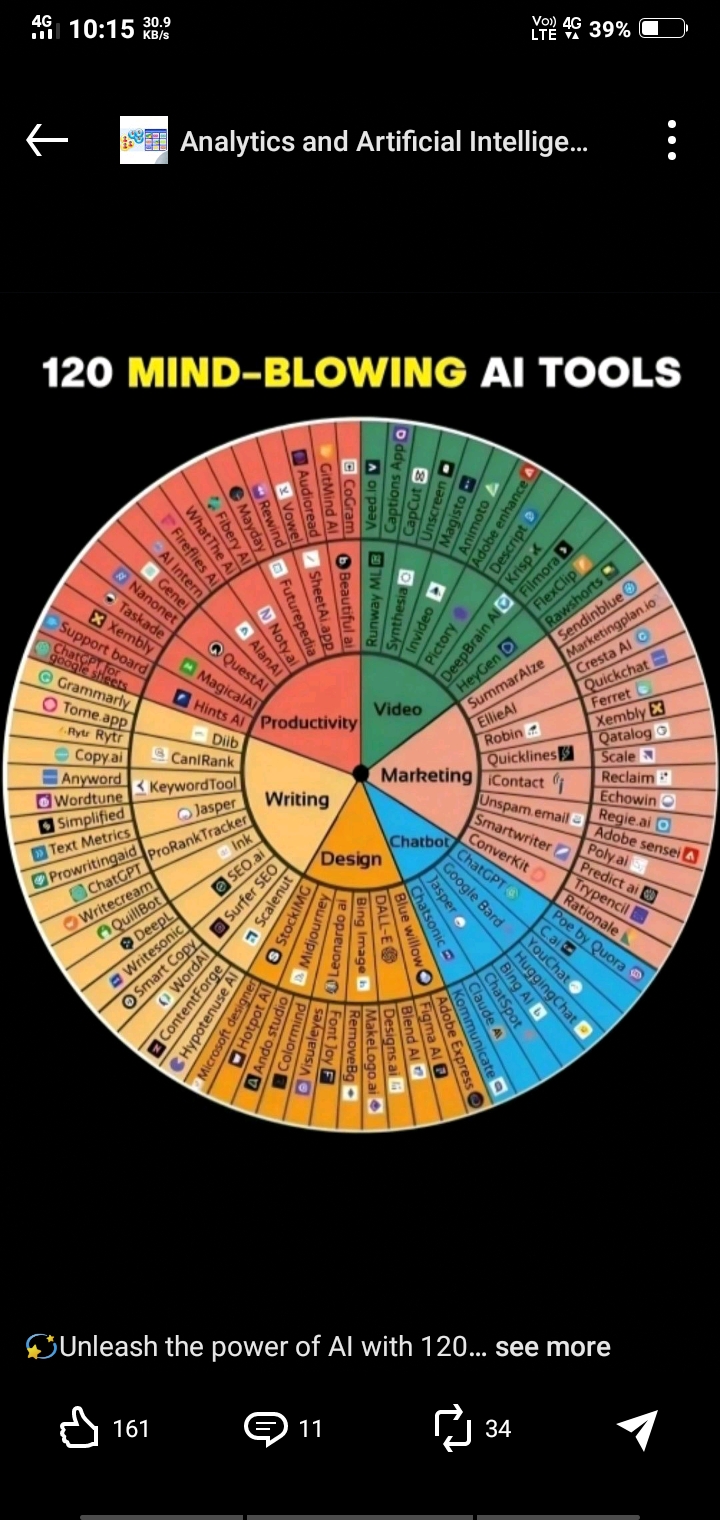 4G 10:15 30.9 KB/s
Vo)) LTE 4G 39%
Analytics and Artificial Intellige...
120 MIND-BLOWING AI TOOLS
Productivity
Hints AI
MagicalAI
QuestAI
AlanAI
Notyai
Futurepedia
SheetAi.app
Beautiful ai
ChatGPT for google sheets
Support board
Xembly
Taskade
Nanonet
Genei
AI Intern
Fireflies AI
WhatThe AI
Fibery AI
Mayday
Rewind
Vowel
Audioread
GitMind AI
CoGram
Video
Runway ML
Synthesia
Invideo
Pictory
DeepBrain AI
HeyGen
Veed.io
Captions App
CapCut
Unscreen
Magisto
Animoto
Adobe enhance
Descript
Krisp
Filmora
FlexClip
Rawshorts
Marketing
SummarAIze
EllieAI
Robin
Quicklines
iContact
Unspam.email
Smartwriter
ConverKit
Sendinblue
Marketingplan.io
Cresta AI
Quickchat
Ferret
Xembly
Qatalog
Scale
Reclaim
Echowin
Regie.ai
Adobe sensei
Poly.ai
Predict ai
Trypencil
Rationale
Chatbot
ChatGPT
Google Bard
Jasper
Chatsonic
Poe by Quora
C.ai
YouChat
HuggingChat
Bing AI
ChatSpot
Claude AI
Kommunicate
Design
Blue willow
DALL-E
Bing Image
Leonardo ai
Midjourney
StockIMG
Adobe Express
Figma AI
Blend AI
Designs.ai
MakeLogo.ai
RemoveBg
Font Joy
Visualeyes
Colormind
Ando studio
Hotpot AI
Microsoft designer
Writing
Diib
CanIRank
KeywordTool
Jasper
ProRankTracker
Ink
SEO.ai
Surfer SEO
Scalenut
Grammarly
Tome.app
Rytr Rytr
Copy.ai
Anyword
Wordtune
Simplified
Text Metrics
Prowritingaid
ChatGPT
Writecream
QuillBot
DeepL
Writesonic
Smart Copy
WordAI
ContentForge
Hypotenuse AI
Unleash the power of AI with 120... see more
161
11
34